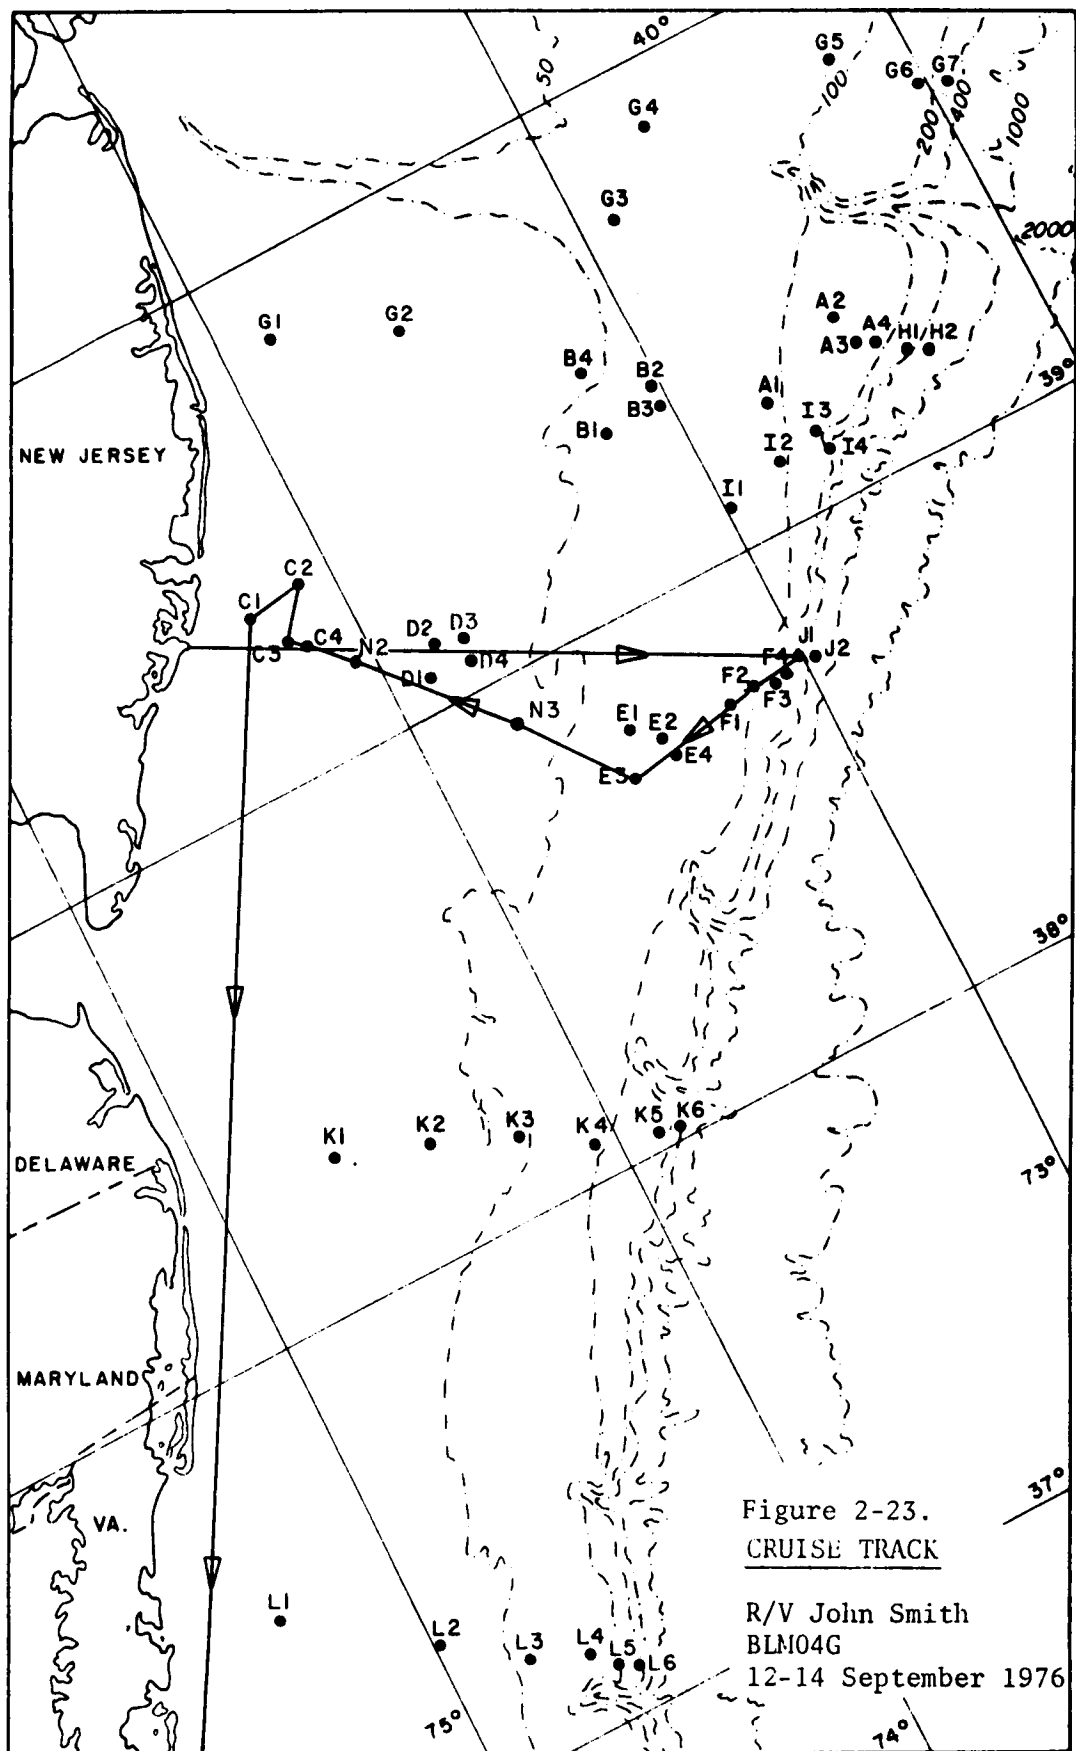 40°
G5
50
100
G6
G7
200
400
1000
G4
G3
2000
A2
G1
G2
A3
A4
H1
H2
B4
B2
39°
A1
B3
I3
B1
NEW JERSEY
I2
I4
I1
C2
C1
D2
D3
J1
C3
C4
N2
D4
F4
J2
D1
F2
F3
N3
F1
E1
E2
E4
E3
38°
K1
K2
K3
K4
K5
K6
DELAWARE
73°
MARYLAND
37°
VA.
Figure 2-23.
CRUISE TRACK
R/V John Smith
BLM04G
12-14 September 1976
L1
L2
L3
L4
L5
L6
75°
74°